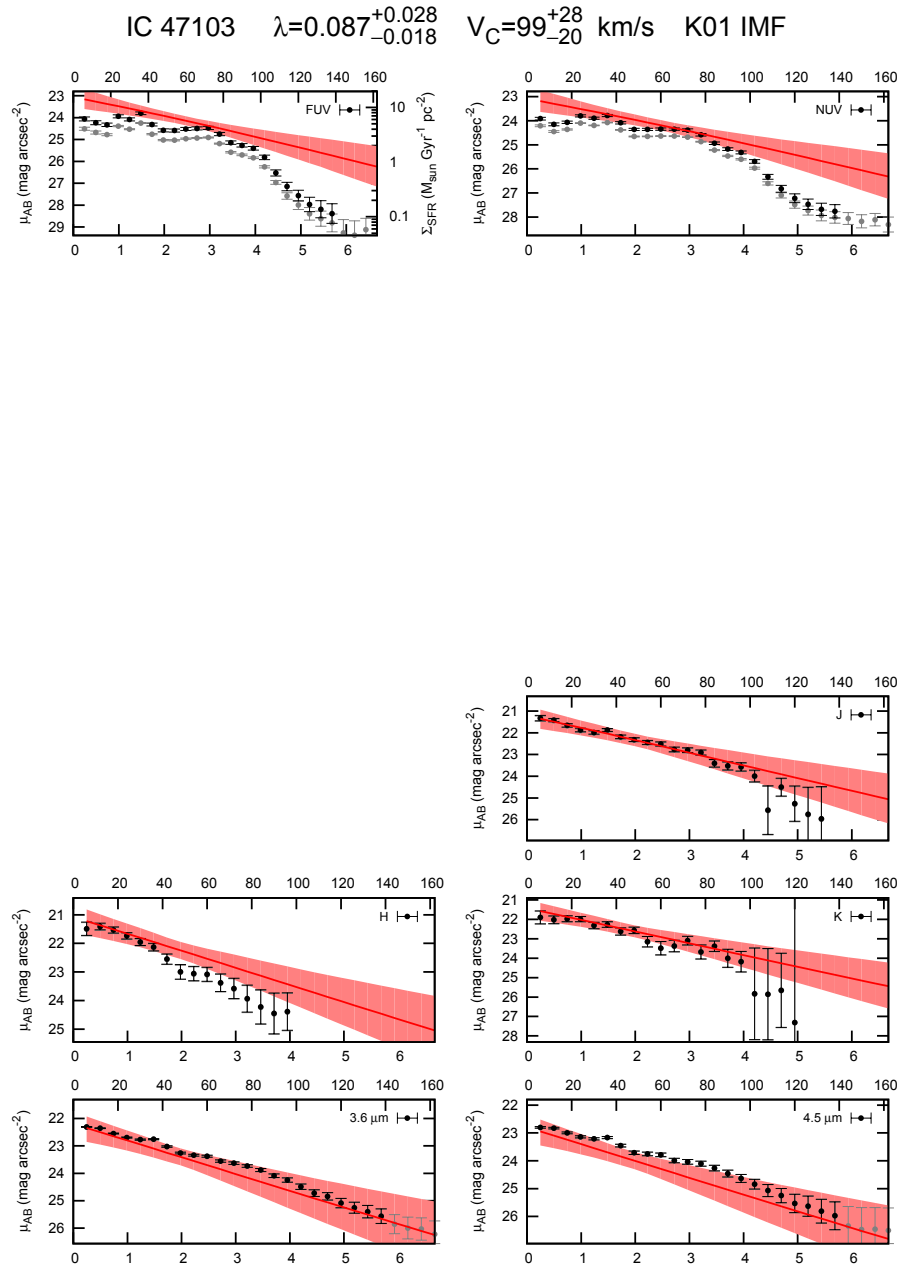 IC 47103 λ=0.087 +0.028 −0.018 V_C=99 +28 −20 km/s K01 IMF
0 20 40 60 80 100 120 140 160
μAB (mag arcsec-2)
23 24 25 26 27 28 29
FUV
10 1 0.1
ΣSFR (Msun Gyr-1 pc-2)
0 1 2 3 4 5 6
0 20 40 60 80 100 120 140 160
μAB (mag arcsec-2)
23 24 25 26 27 28
NUV
0 1 2 3 4 5 6
0 20 40 60 80 100 120 140 160
μAB (mag arcsec-2)
21 22 23 24 25 26
J
0 1 2 3 4 5 6
0 20 40 60 80 100 120 140 160
μAB (mag arcsec-2)
21 22 23 24 25
H
0 1 2 3 4 5 6
0 20 40 60 80 100 120 140 160
μAB (mag arcsec-2)
21 22 23 24 25 26 27 28
K
0 1 2 3 4 5 6
0 20 40 60 80 100 120 140 160
μAB (mag arcsec-2)
22 23 24 25 26
3.6 μm
0 1 2 3 4 5 6
0 20 40 60 80 100 120 140 160
μAB (mag arcsec-2)
22 23 24 25 26
4.5 μm
0 1 2 3 4 5 6